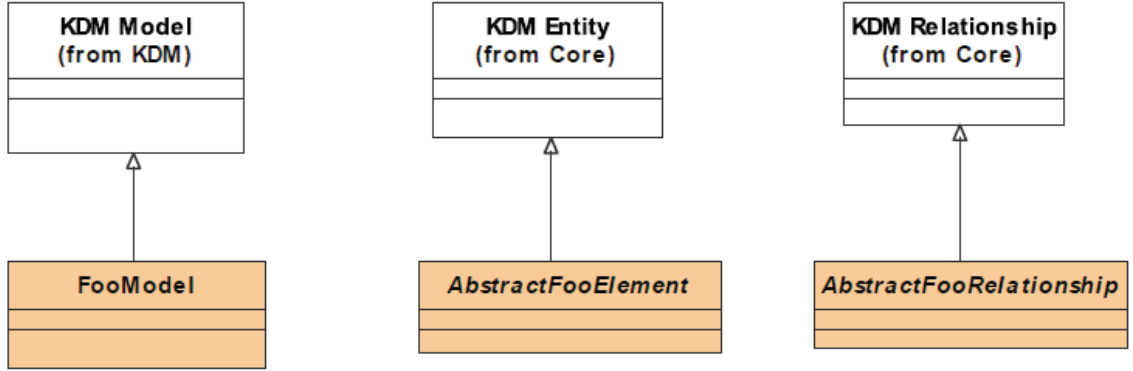 KDM Model
(from KDM)
KDM Entity
(from Core)
KDM Relationship
(from Core)
FooModel
AbstractFooElement
AbstractFooRelationship